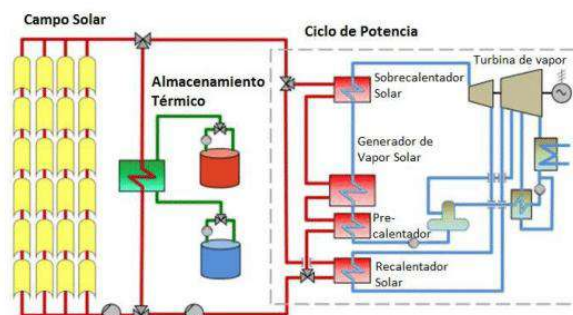 Campo Solar
Ciclo de Potencia
Turbina de vapor
Almacenamiento
Térmico
Sobrecalentador
Solar
Generador de
Vapor Solar
Pre-
calentador
Recalentador
Solar